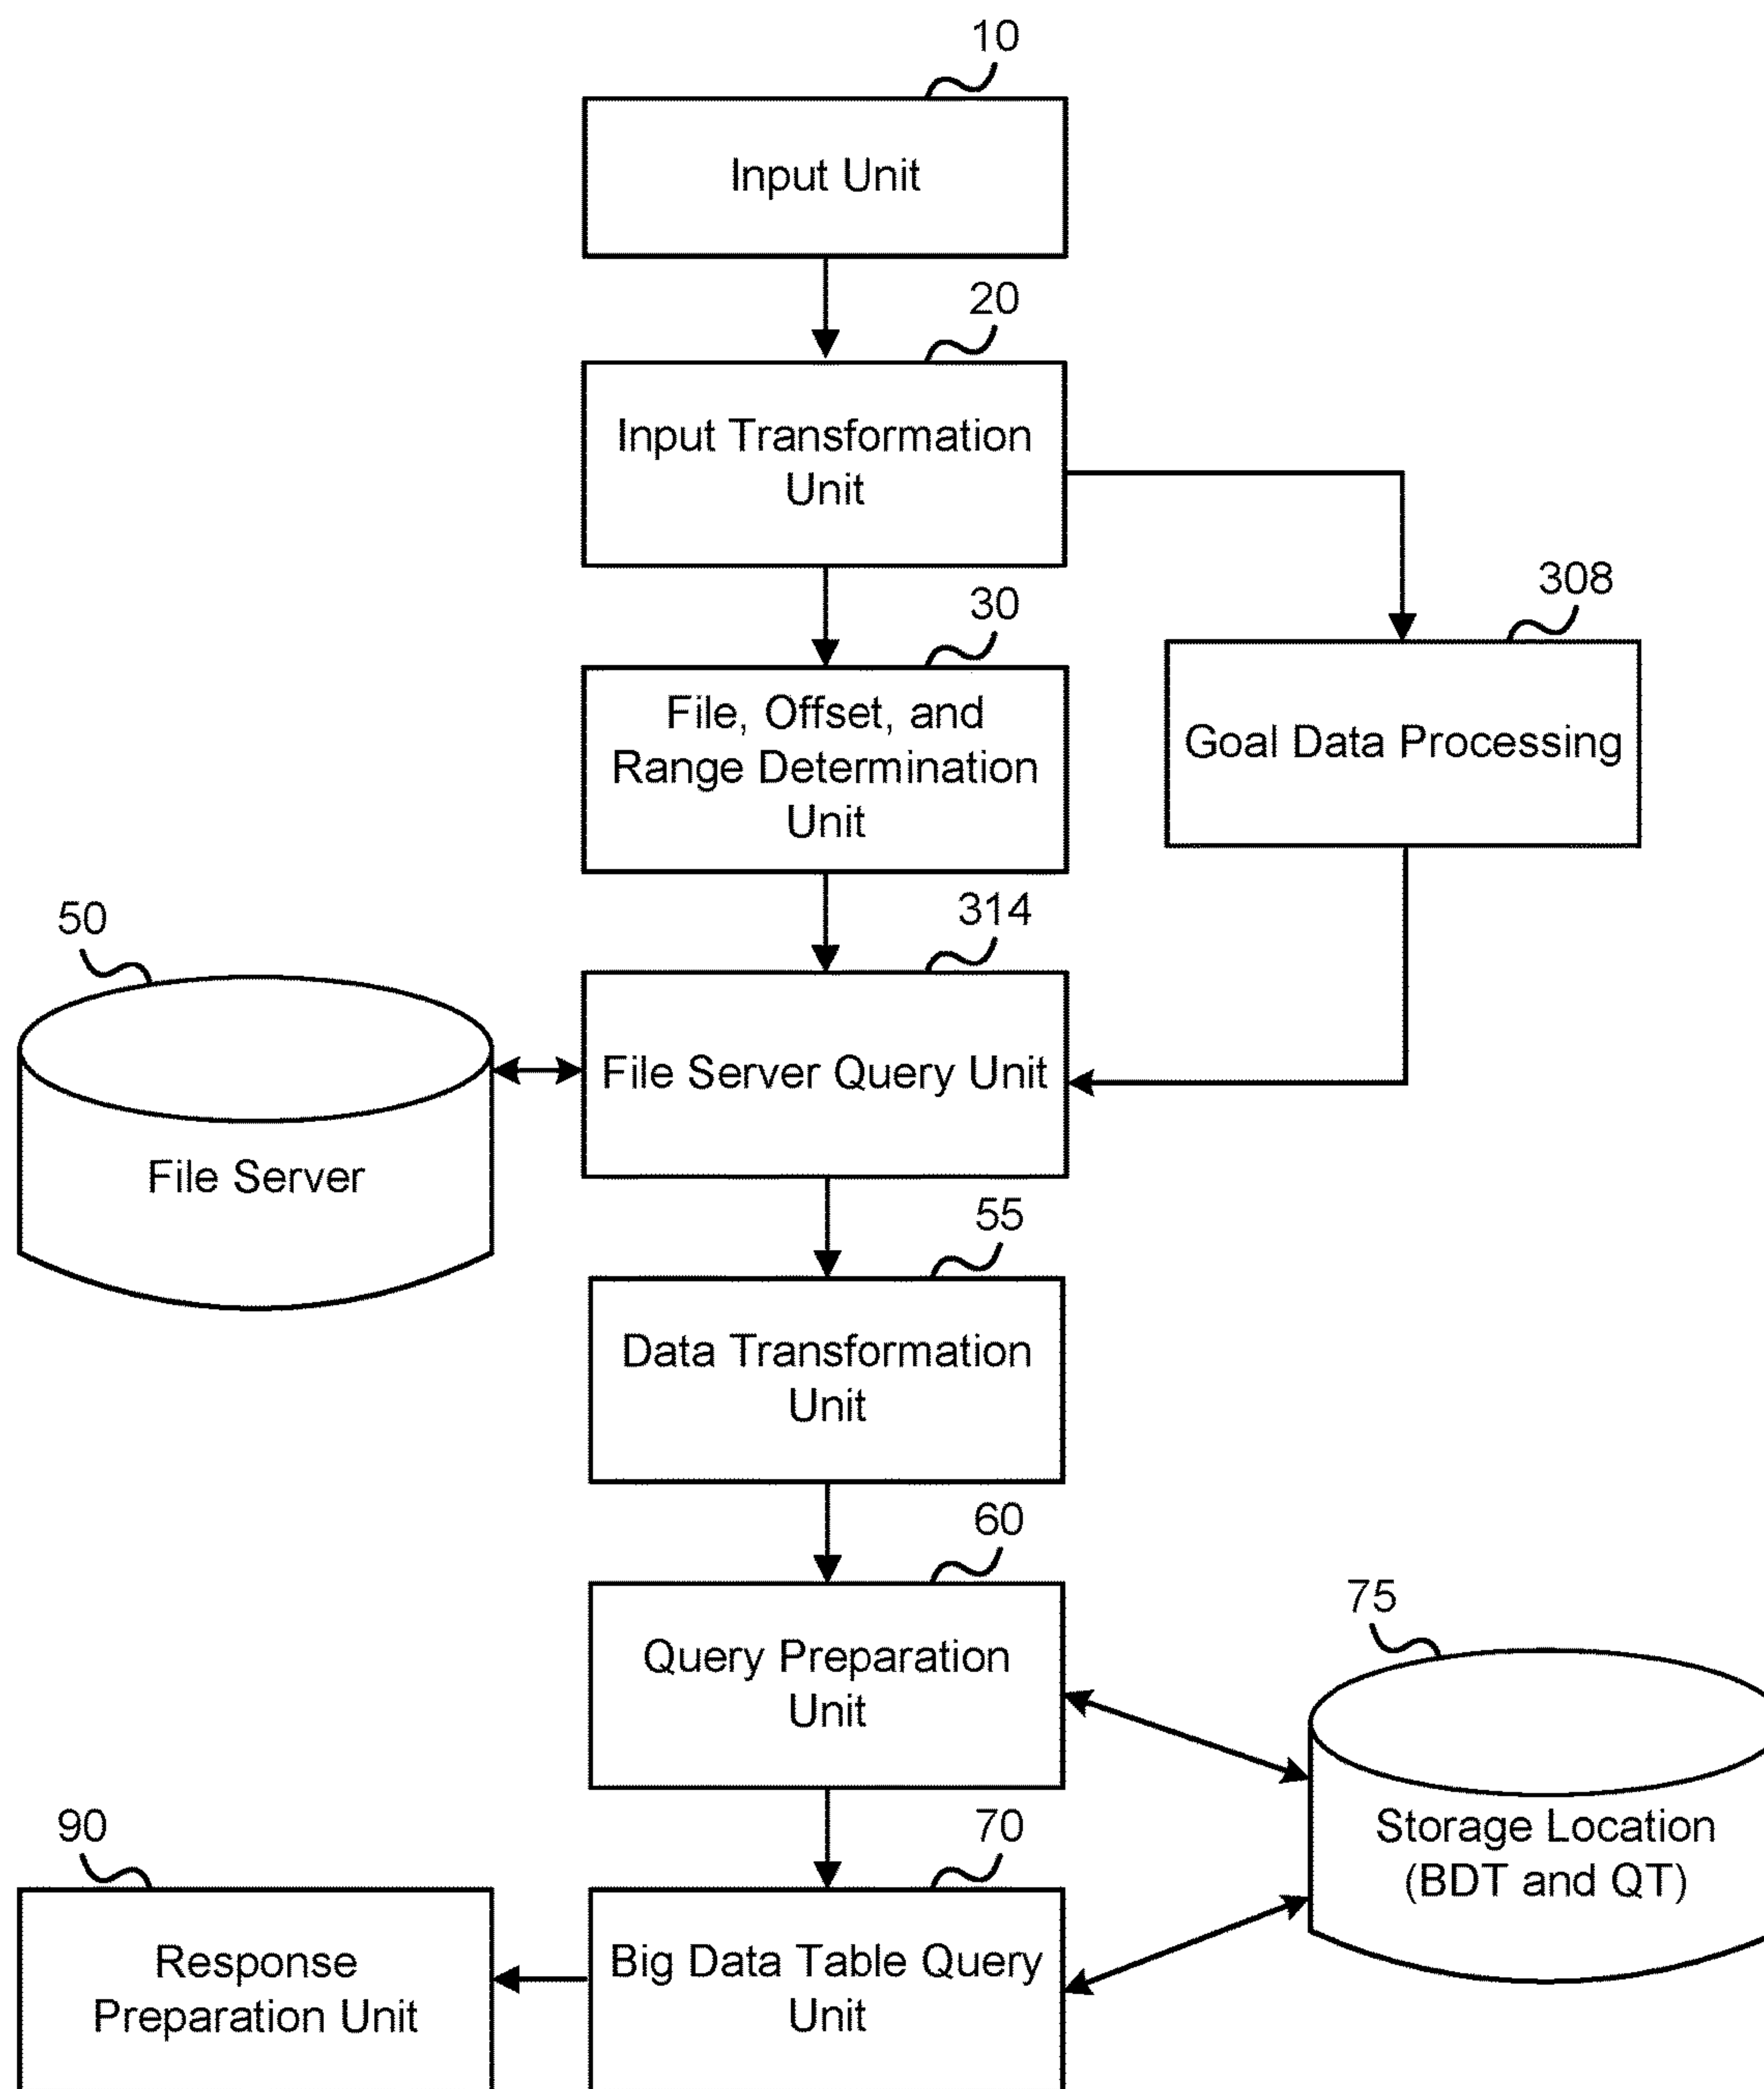 10
Input Unit
20
Input Transformation
Unit
30
File, Offset, and
Range Determination
Unit
308
Goal Data Processing
50
File Server
314
File Server Query Unit
55
Data Transformation
Unit
60
Query Preparation
Unit
75
Storage Location
(BDT and QT)
90
Response
Preparation Unit
70
Big Data Table Query
Unit